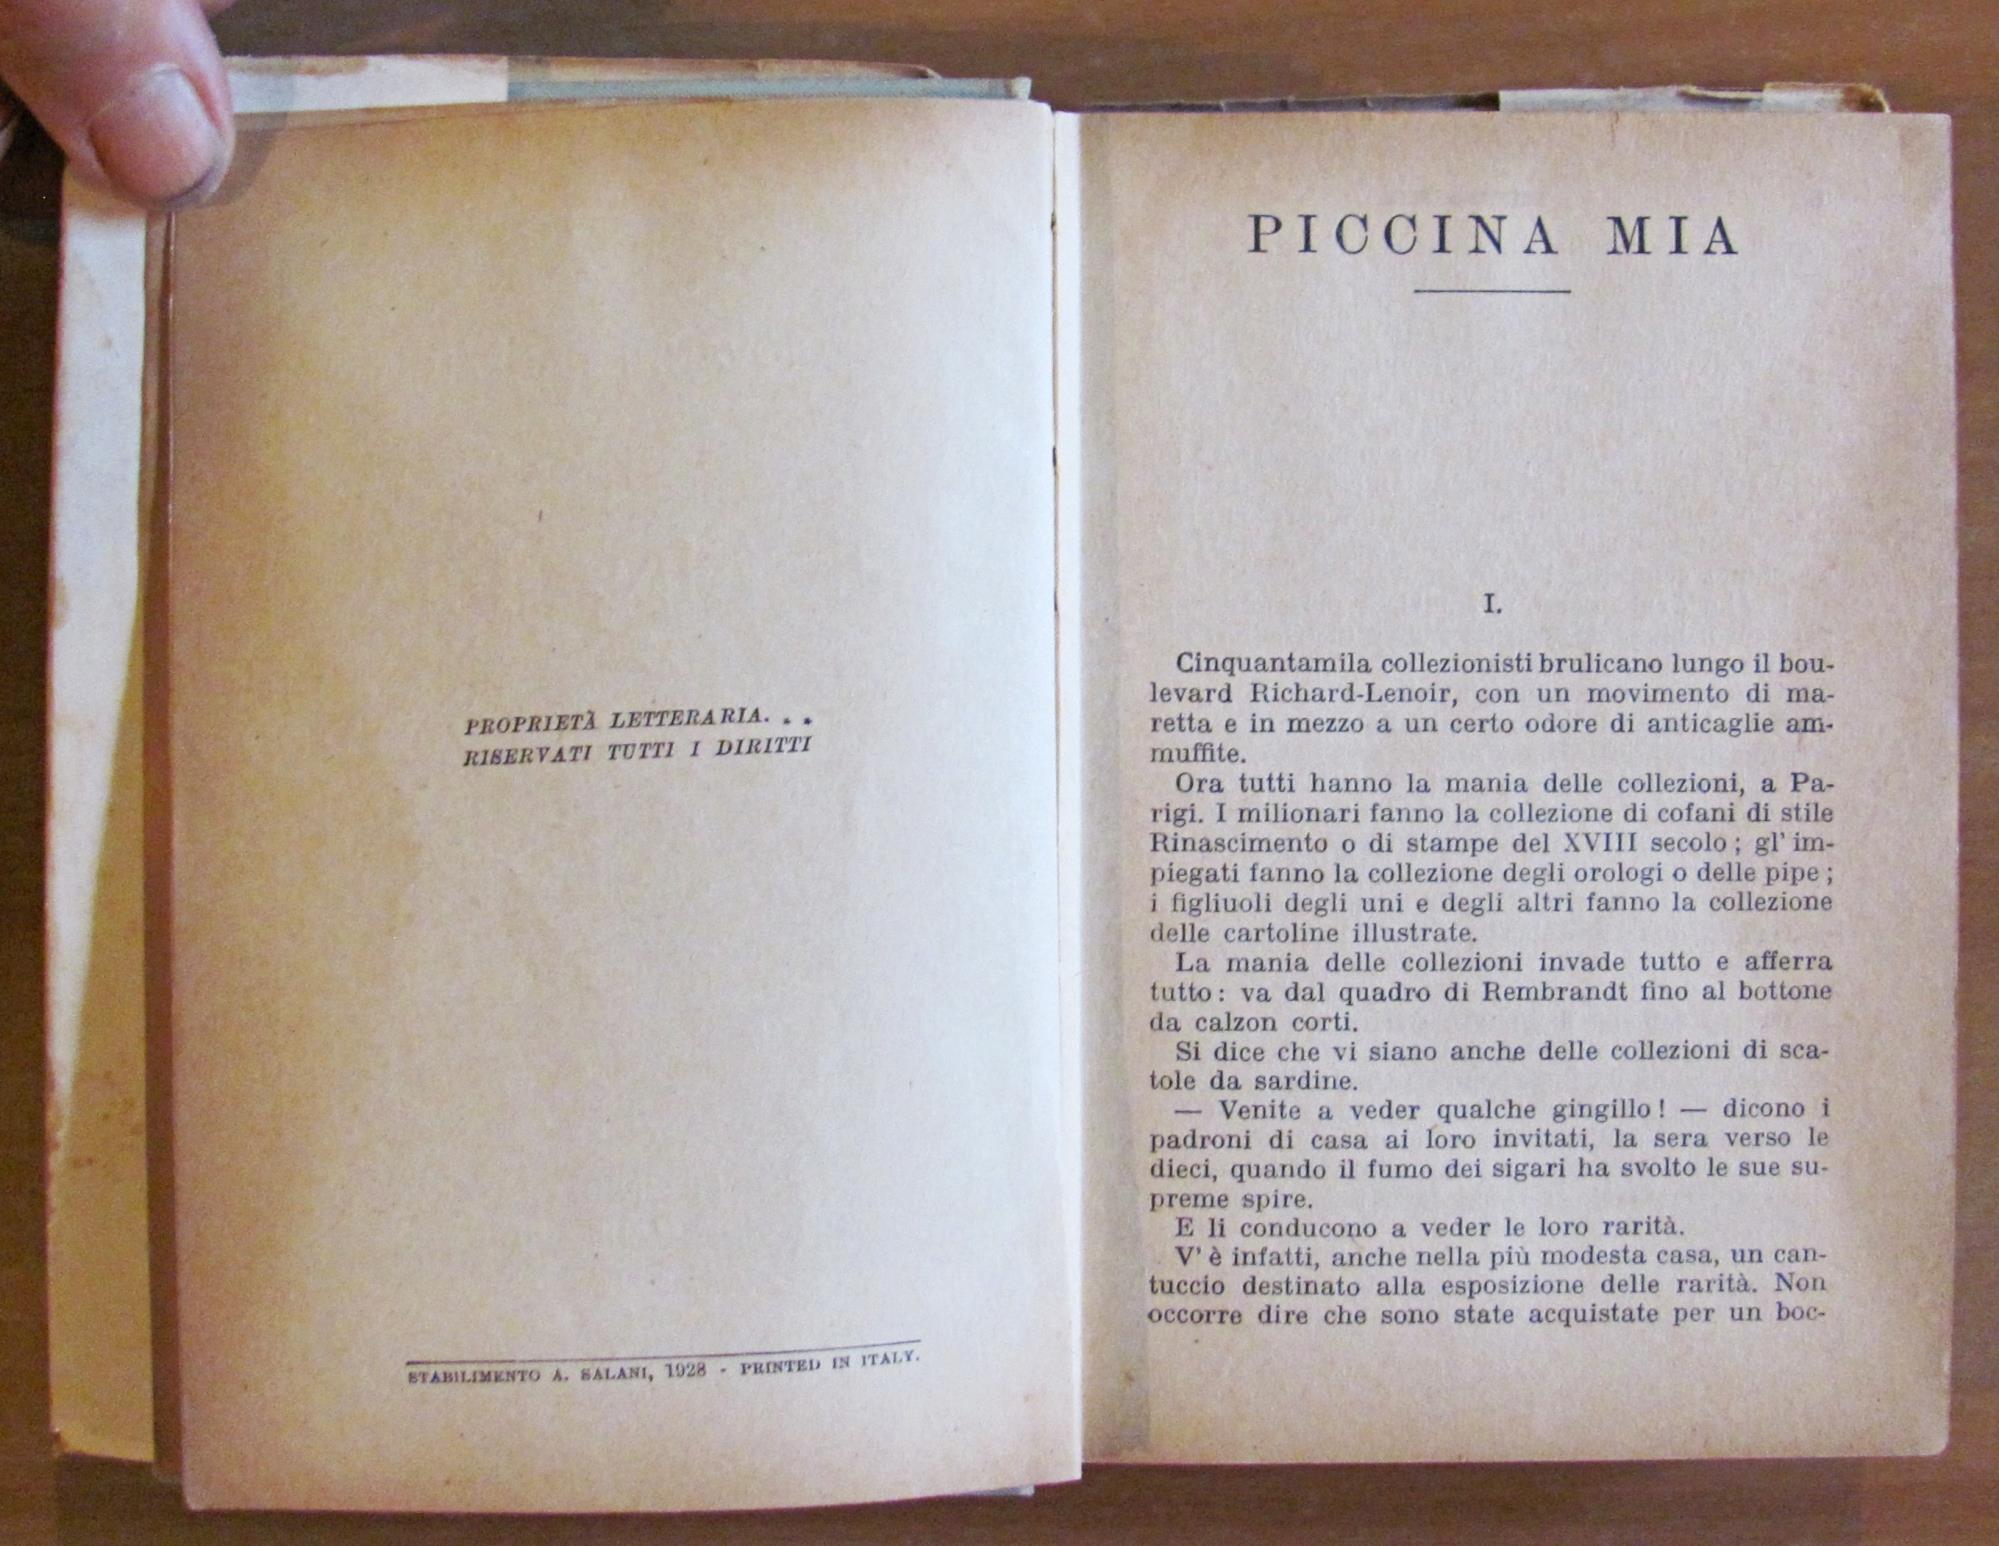 PROPRIETÀ LETTERARIA. . .
RISERVATI TUTTI I DIRITTI
STABILIMENTO A. SALANI, 1928 - PRINTED IN ITALY.
PICCINA MIA
I.
Cinquantamila collezionisti brulicano lungo il bou-
levard Richard-Lenoir, con un movimento di ma-
retta e in mezzo a un certo odore di anticaglie am-
muffite.
Ora tutti hanno la mania delle collezioni, a Pa-
rigi. I milionari fanno la collezione di cofani di stile
Rinascimento o di stampe del XVIII secolo ; gl' im-
piegati fanno la collezione degli orologi o delle pipe ;
i figliuoli degli uni e degli altri fanno la collezione
delle cartoline illustrate.
La mania delle collezioni invade tutto e afferra
tutto : va dal quadro di Rembrandt fino al bottone
da calzon corti.
Si dice che vi siano anche delle collezioni di sca-
tole da sardine.
— Venite a veder qualche gingillo ! — dicono i
padroni di casa ai loro invitati, la sera verso le
dieci, quando il fumo dei sigari ha svolto le sue su-
preme spire.
E li conducono a veder le loro rarità.
V' è infatti, anche nella più modesta casa, un can-
tuccio destinato alla esposizione delle rarità. Non
occorre dire che sono state acquistate per un boc-